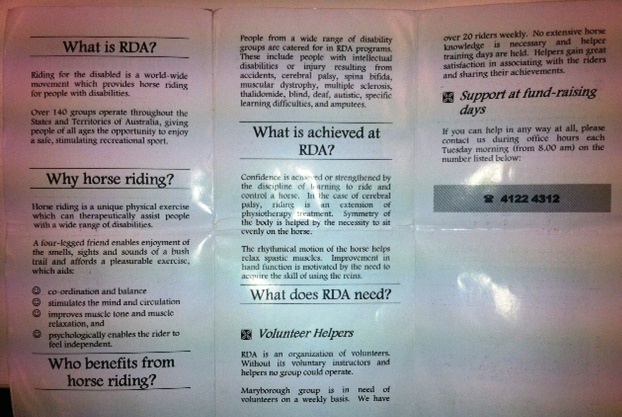 What is RDA?
Riding for the disabled is a world-wide
movement which provides horse riding
for people with disabilities.
Over 140 groups operate throughout the
States and Territories of Australia, giving
people of all ages the opportunity to enjoy
a safe, stimulating recreational sport.
Why horse riding?
Horse riding is a unique physical exercise
which can therapeutically assist people
with a wide range of disabilities.
A four-legged friend enables enjoyment of
the smells, sights and sounds of a bush
trail and affords a pleasurable exercise,
which aids:
☺ co-ordination and balance
☺ stimulates the mind and circulation
☺ improves muscle tone and muscle
relaxation, and
☺ psychologically enables the rider to
feel independent.
Who benefits from
horse riding?
People from a wide range of disability
groups are catered for in RDA programs.
These include people with intellectual
disabilities or injury resulting from
accidents, cerebral palsy, spina bifida,
muscular dystrophy, multiple sclerosis,
thalidomide, blind, deaf, autistic, specific
learning difficulties, and amputees.
What is achieved at
RDA?
Confidence is achieved or strengthened by
the discipline of learning to ride and
control a horse. In the case of cerebral
palsy, riding is an extension of
physiotherapy treatment. Symmetry of
the body is helped by the necessity to sit
evenly on the horse.
The rhythmical motion of the horse helps
relax spastic muscles. Improvement in
hand function is motivated by the need to
acquire the skill of using the reins.
What does RDA need?
Volunteer Helpers
RDA is an organization of volunteers.
Without its voluntary instructors and
helpers no group could operate.
Maryborough group is in need of
volunteers on a weekly basis. We have
over 20 riders weekly. No extensive horse
knowledge is necessary and helper
training days are held. Helpers gain great
satisfaction in associating with the riders
and sharing their achievements.
Support at fund-raising
days
If you can help in any way at all, please
contact us during office hours each
Tuesday morning (from 8.00 am) on the
number listed below:
☎ 4122 4312